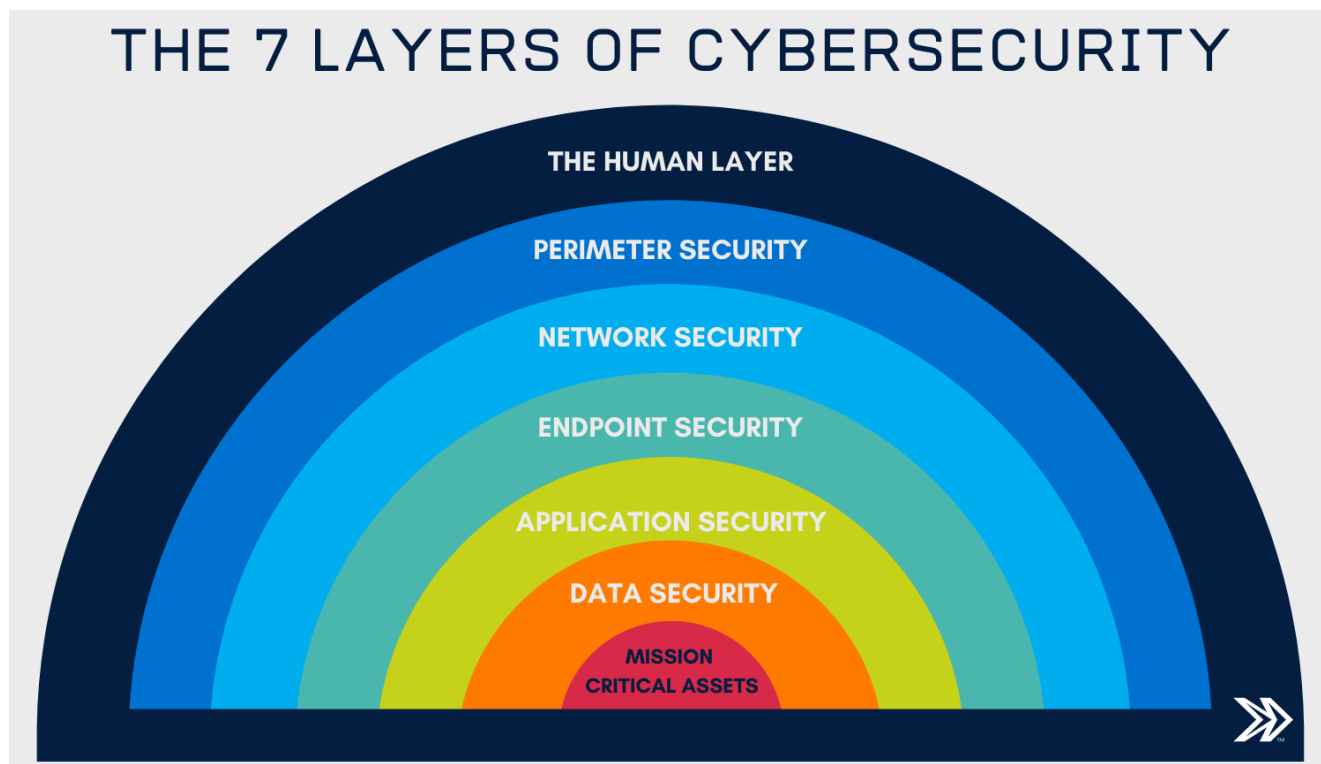 THE 7 LAYERS OF CYBERSECURITY
THE HUMAN LAYER
PERIMETER SECURITY
NETWORK SECURITY
ENDPOINT SECURITY
APPLICATION SECURITY
DATA SECURITY
MISSION
CRITICAL ASSETS
TM